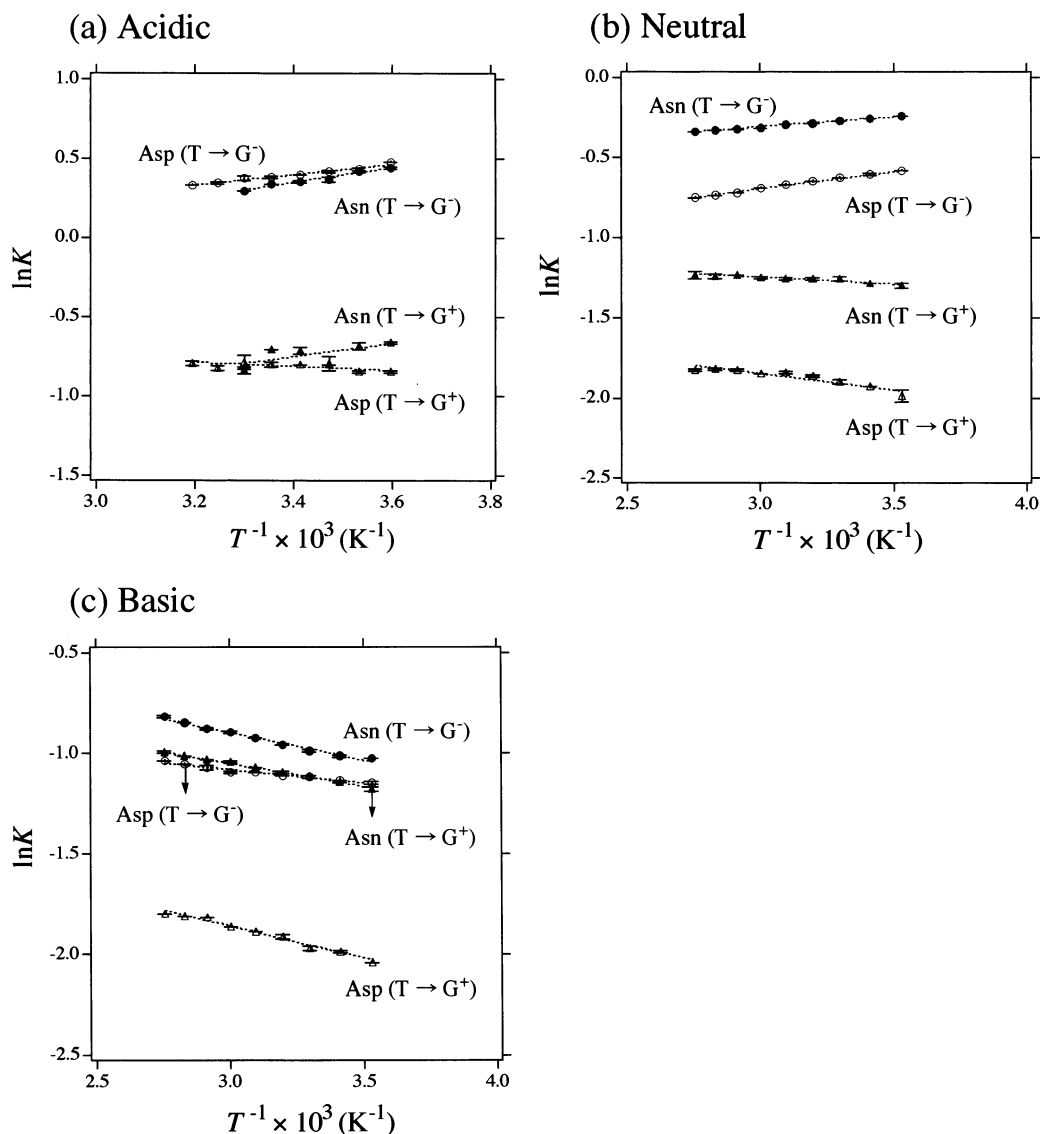 (a) Acidic
1.0
0.5
0.0
-0.5
-1.0
-1.5
lnK
Asp (T → G⁻)
Asn (T → G⁻)
Asn (T → G⁺)
Asp (T → G⁺)
3.0
3.2
3.4
3.6
3.8
T⁻¹ × 10³ (K⁻¹)
(b) Neutral
0.0
-0.5
-1.0
-1.5
-2.0
-2.5
lnK
Asn (T → G⁻)
Asp (T → G⁻)
Asn (T → G⁺)
Asp (T → G⁺)
2.5
3.0
3.5
4.0
T⁻¹ × 10³ (K⁻¹)
(c) Basic
-0.5
-1.0
-1.5
-2.0
-2.5
lnK
Asn (T → G⁻)
Asp (T → G⁻)
Asn (T → G⁺)
Asp (T → G⁺)
2.5
3.0
3.5
4.0
T⁻¹ × 10³ (K⁻¹)